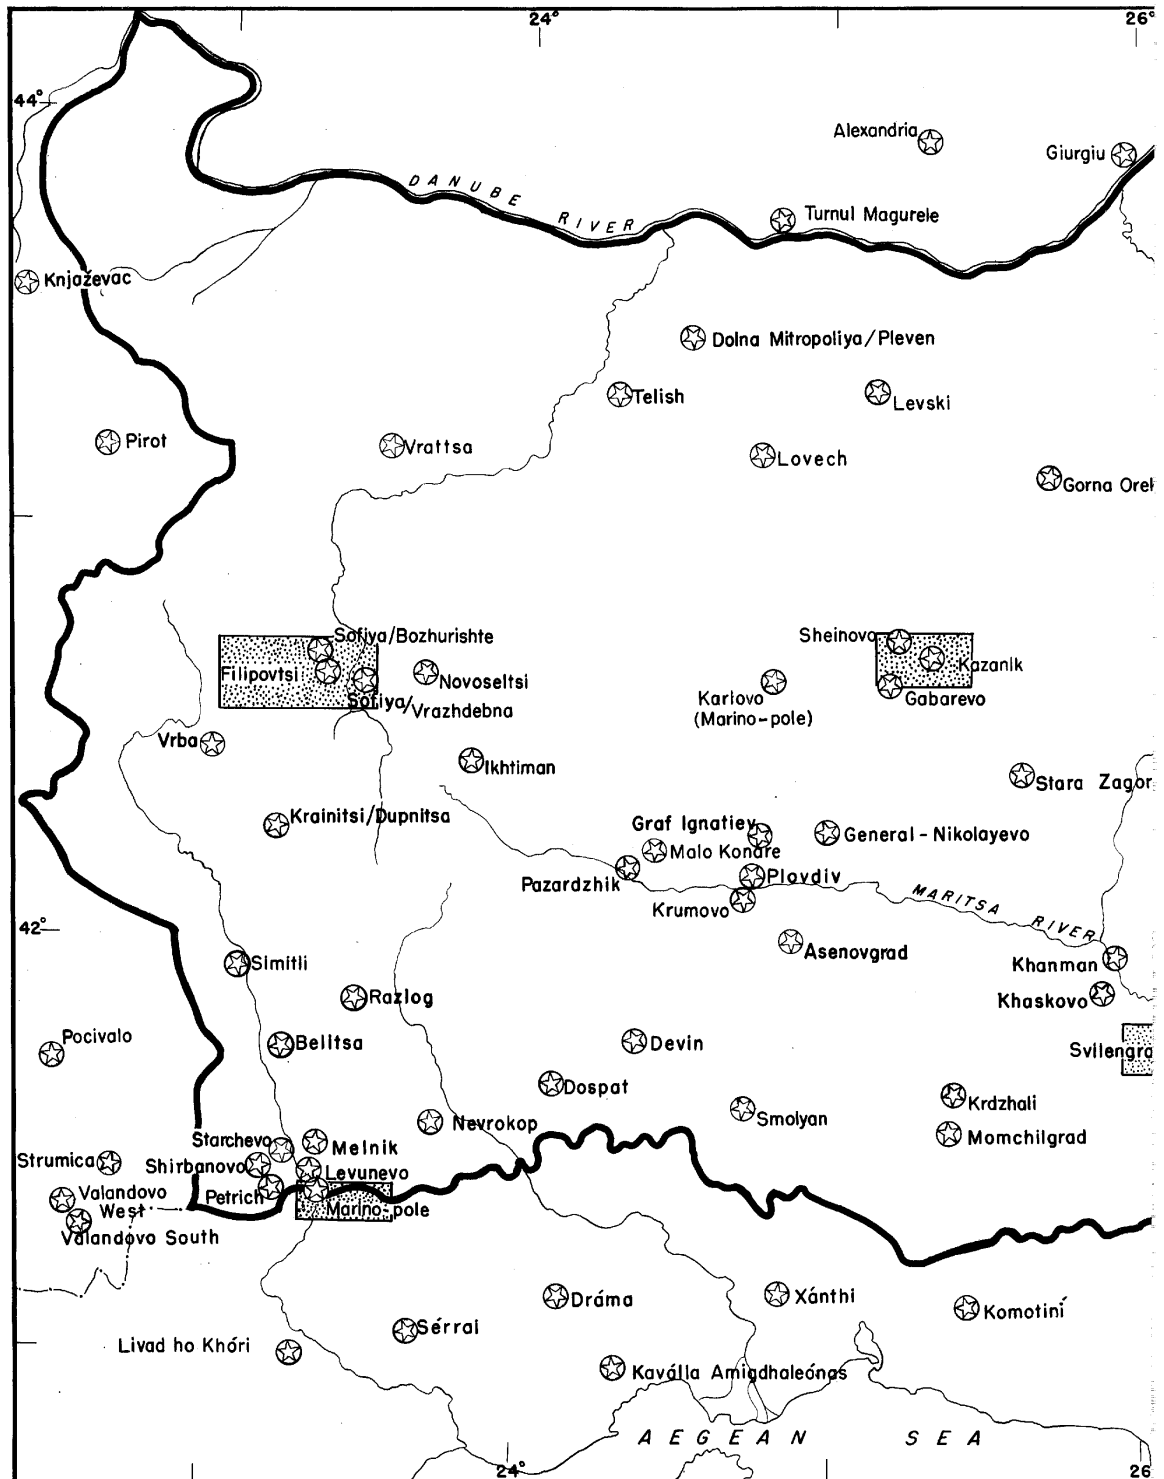 24°
26°
44°
Alexandria
Giurgiu
DANUBE RIVER
Turnul Magurele
Knjaževac
Dolna Mitropoliya/Pleven
Telish
Levski
Pirot
Vrattsa
Lovech
Gorna Orel
Sofiya/Bozhurishte
Sheinovo
Filipovtsi
Kazanlk
Novoseltsi
Karlovo
(Marino-pole)
Gabarevo
Sofiya/Vrazhdebna
Vrba
Ikhtiman
Stara Zagor
Krainitsi/Dupnitsa
Graf Ignatiev
General-Nikolayevo
Malo Konare
Pazardzhik
Plovdiv
Krumovo
MARITSA RIVER
42°
Asenovgrad
Simitli
Khanman
Razlog
Khaskovo
Pocivalo
Belitsa
Devin
Svilengra
Dospat
Krdzhali
Nevrokop
Smolyan
Momchilgrad
Starchevo
Melnik
Strumica
Shirbanovo
Levunevo
Valandovo
West
Petrich
Marino-pole
Valandovo South
Dráma
Xánthi
Komotiní
Sérrai
Livad ho Khóri
Kaválla Amigdhaleónas
AEGEAN SEA
24°
26